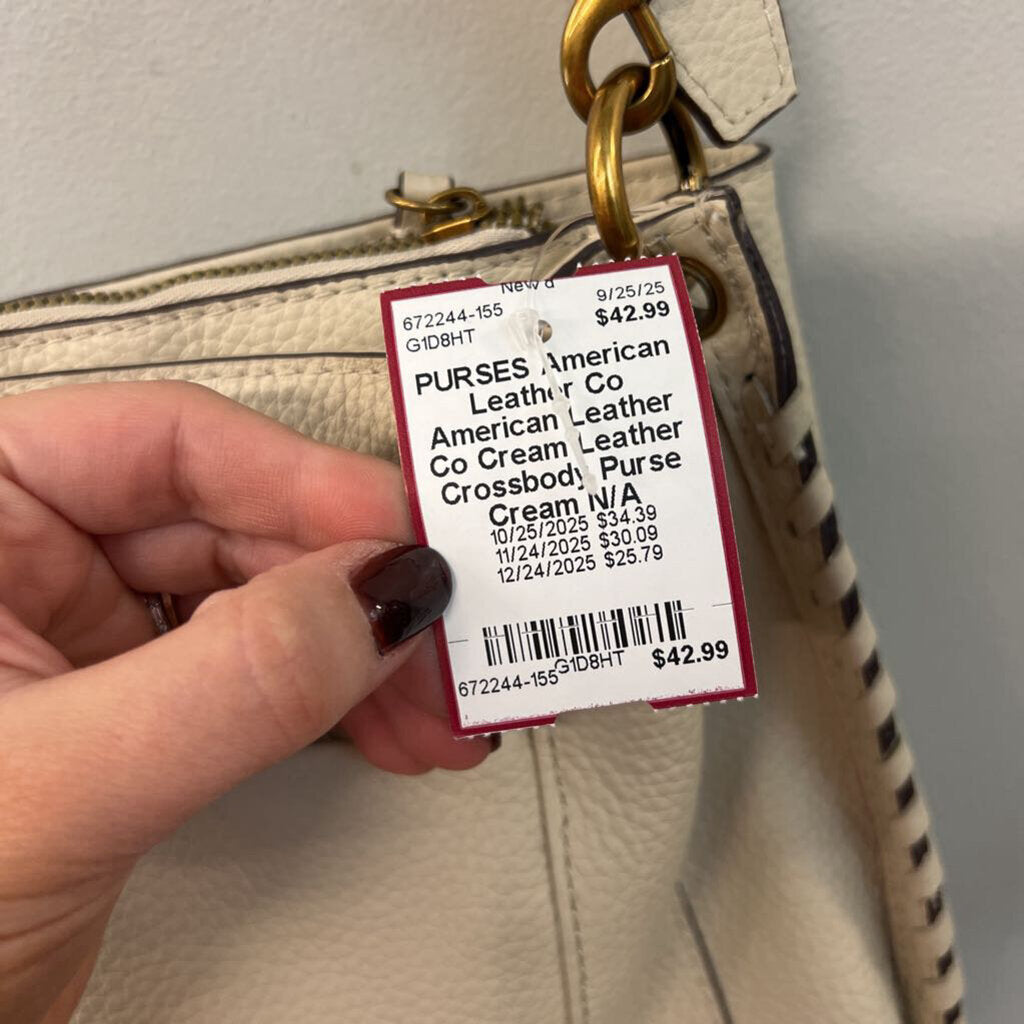 New
9/25/25
672244-155 $42.99
G1D8HT
PURSES American
Leather Co
American Leather
Co Cream Leather
Crossbody Purse
Cream N/A
10/25/2025 $34.39
11/24/2025 $30.09
12/24/2025 $25.79
G1D8HT $42.99
672244-155